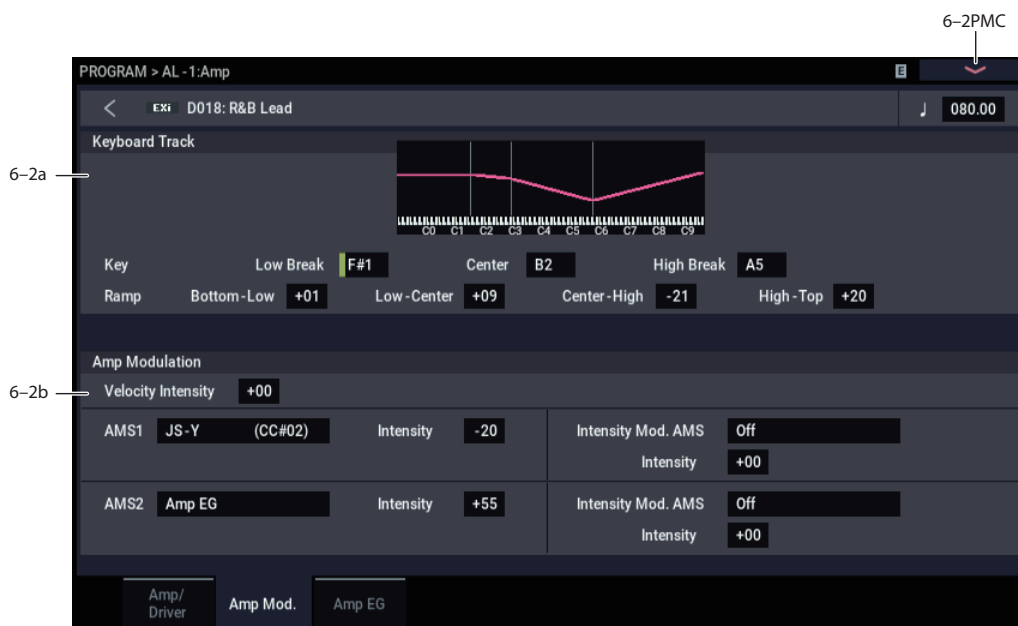 6–2PMC
PROGRAM > AL-1:Amp E
EXi D018: R&B Lead ♩ 080.00
Keyboard Track
6–2a
C0 C1 C2 C3 C4 C5 C6 C7 C8 C9
Key Low Break F#1 Center B2 High Break A5
Ramp Bottom-Low +01 Low-Center +09 Center-High -21 High-Top +20
Amp Modulation
6–2b
Velocity Intensity +00
AMS1 JS-Y (CC#02) Intensity -20 Intensity Mod. AMS Off
Intensity +00
AMS2 Amp EG Intensity +55 Intensity Mod. AMS Off
Intensity +00
Amp/
Driver
Amp Mod.
Amp EG